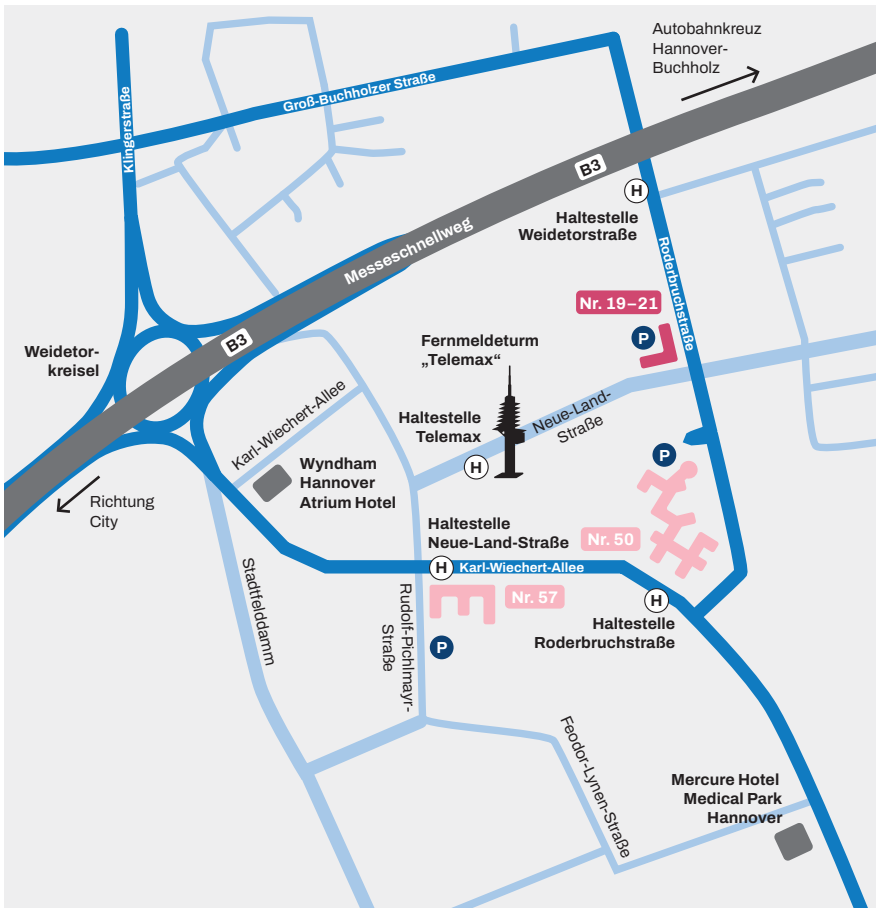 Autobahnkreuz
Hannover-
Buchholz
Klingerstraße
Groß-Buchholzer Straße
B3
H
Haltestelle
Weidetorstraße
Messeschnellweg
Roderbruchstraße
Nr. 19–21
P
B3
Weidetor-
kreisel
Fernmeldeturm
„Telemax“
Karl-Wiechert-Allee
Haltestelle
Telemax
H
Neue-Land-
Straße
P
Wyndham
Hannover
Atrium Hotel
Richtung
City
Haltestelle
Neue-Land-Straße
Nr. 50
H
Karl-Wiechert-Allee
Stadtfelddamm
Rudolf-Pichlmayr-
Straße
Nr. 57
H
Haltestelle
Roderbruchstraße
P
Feodor-Lynen-Straße
Mercure Hotel
Medical Park
Hannover